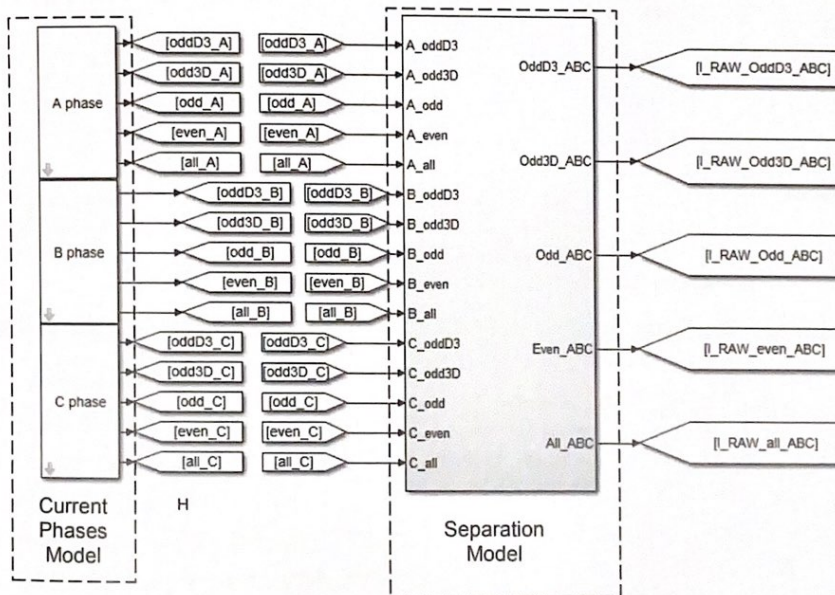 A phase
[oddD3_A] [oddD3_A] A_oddD3
[odd3D_A] [odd3D_A] A_odd3D
[odd_A] [odd_A] A_odd
[even_A] [even_A] A_even
[all_A] [all_A] A_all
B phase
[oddD3_B] [oddD3_B] B_oddD3
[odd3D_B] [odd3D_B] B_odd3D
[odd_B] [odd_B] B_odd
[even_B] [even_B] B_even
[all_B] [all_B] B_all
C phase
[oddD3_C] [oddD3_C] C_oddD3
[odd3D_C] [odd3D_C] C_odd3D
[odd_C] [odd_C] C_odd
[even_C] [even_C] C_even
[all_C] [all_C] C_all
OddD3_ABC [I_RAW_OddD3_ABC]
Odd3D_ABC [I_RAW_Odd3D_ABC]
Odd_ABC [I_RAW_Odd_ABC]
Even_ABC [I_RAW_even_ABC]
All_ABC [I_RAW_all_ABC]
Current
Phases
Model
H
Separation
Model